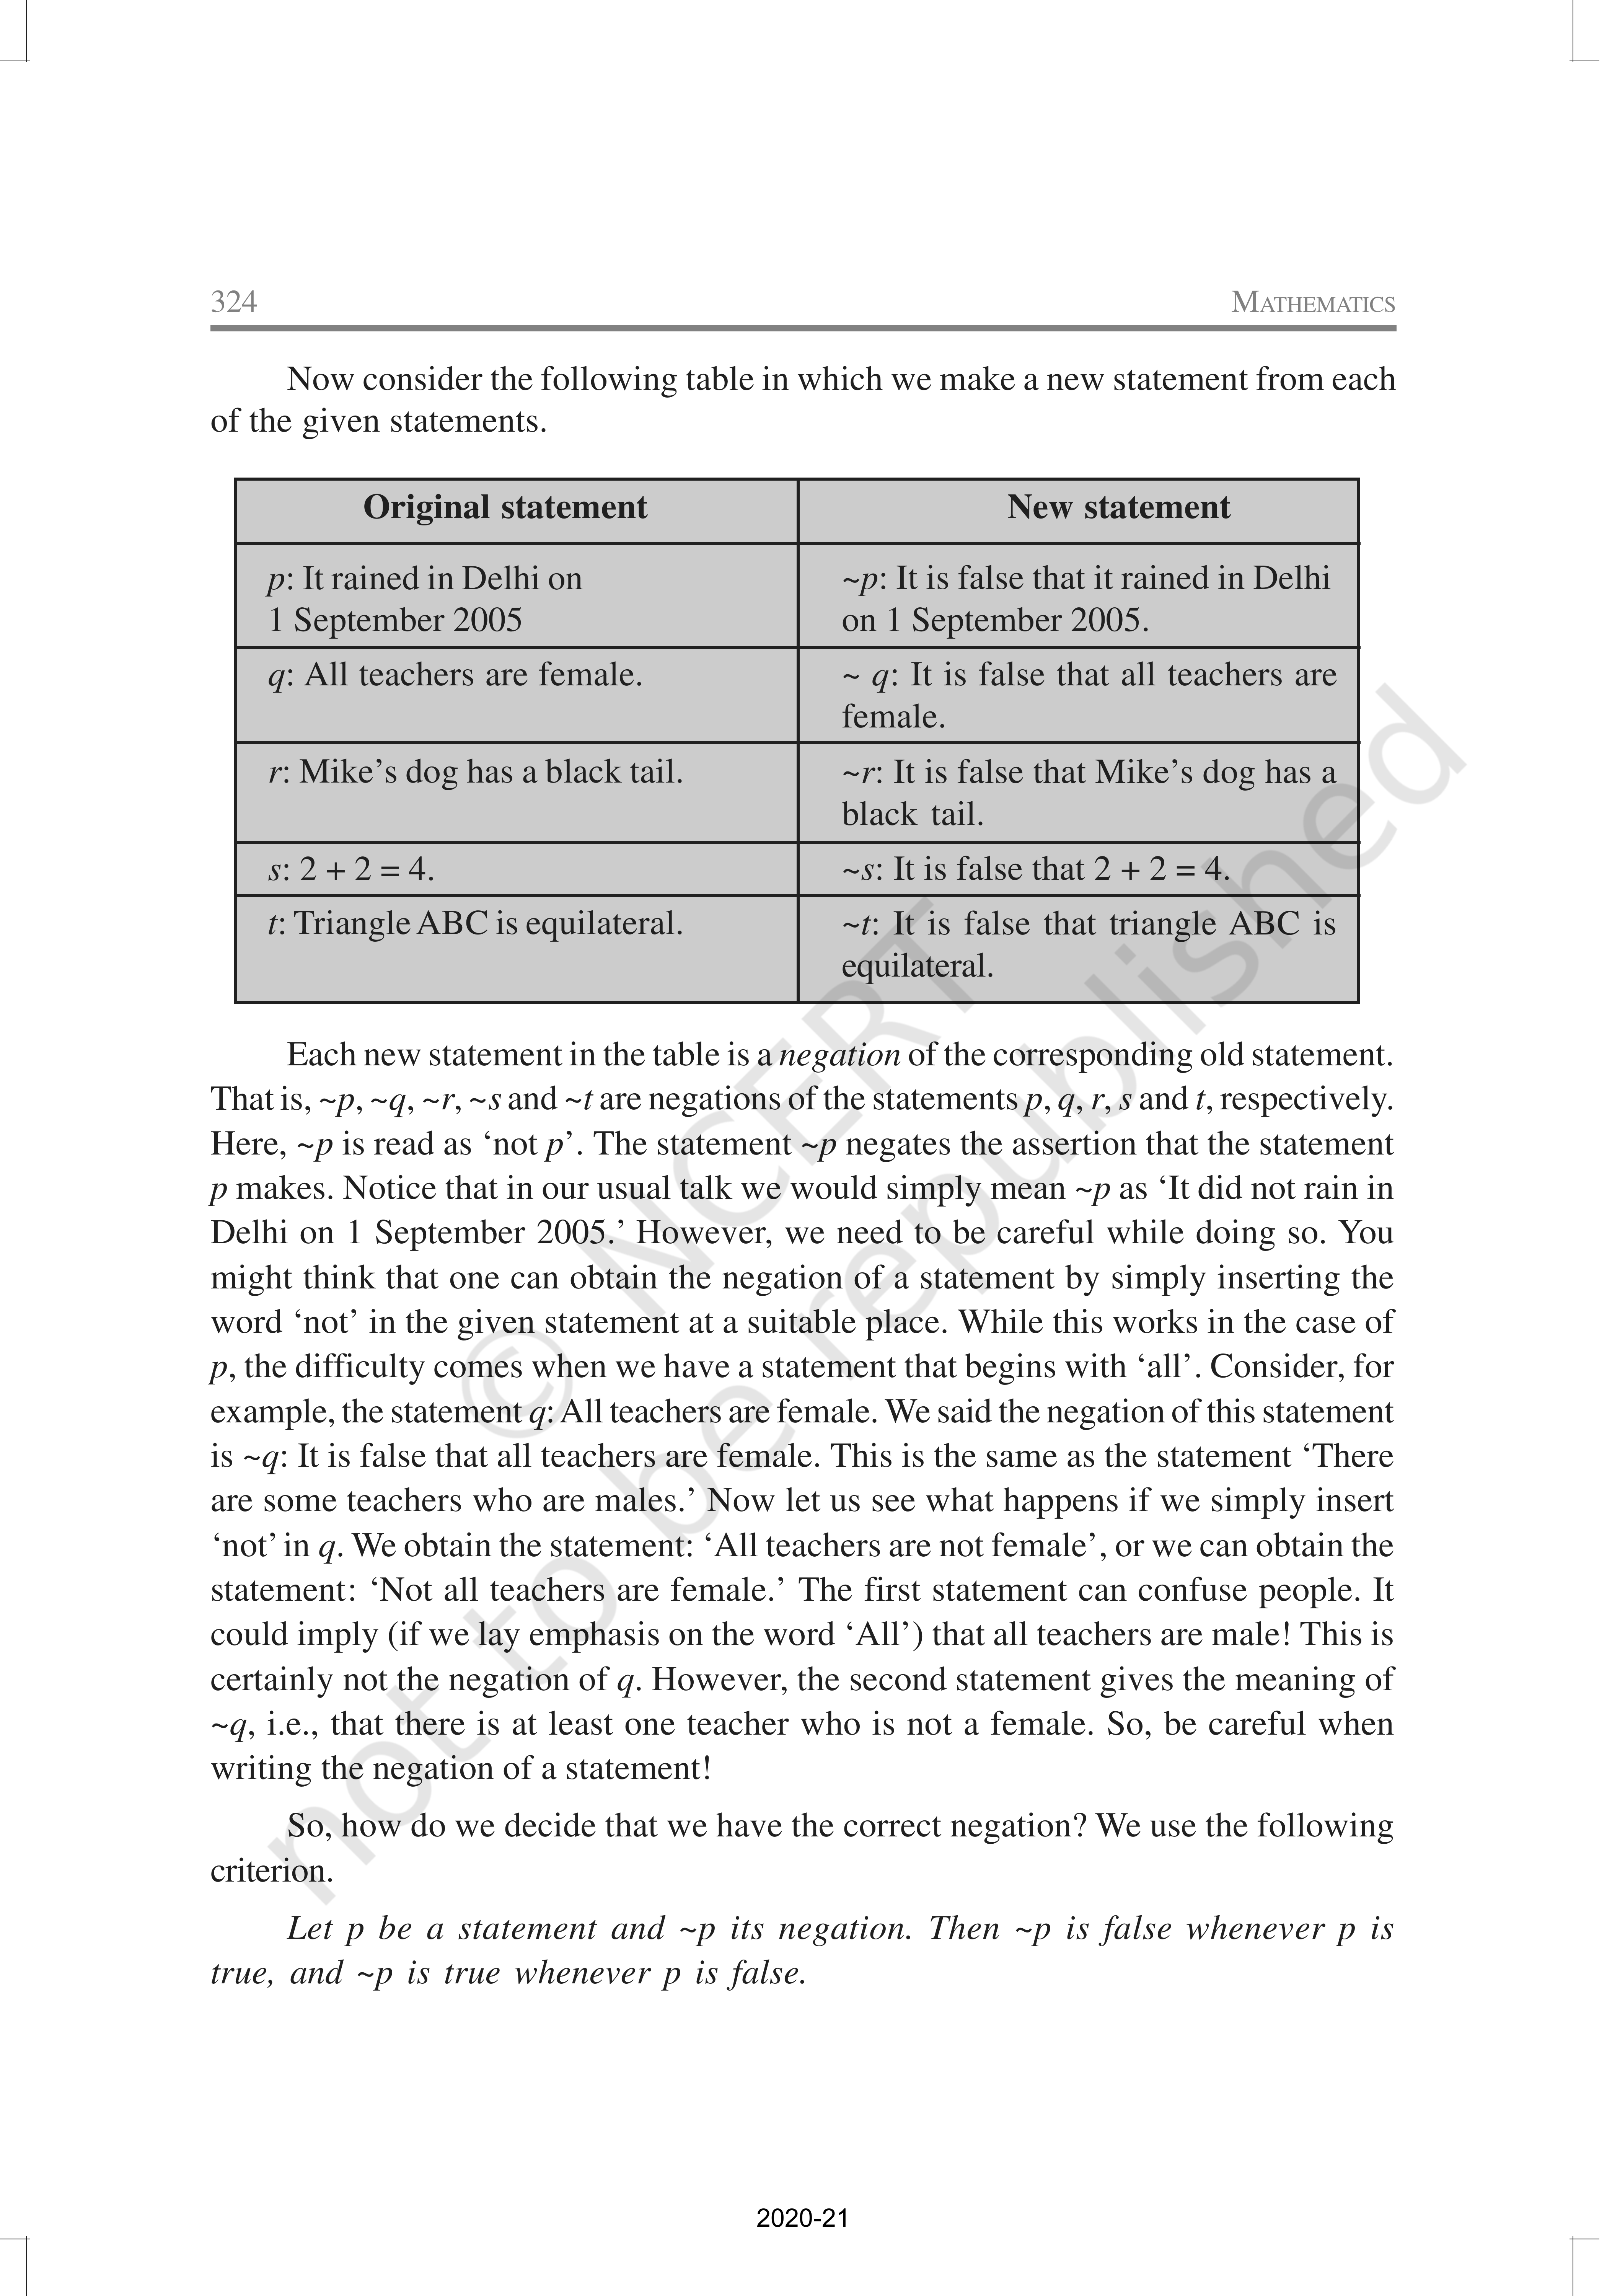 324
MATHEMATICS
Now consider the following table in which we make a new statement from each
of the given statements.
Original statement
New statement
p: It rained in Delhi on
1 September 2005
~p: It is false that it rained in Delhi
on 1 September 2005.
q: All teachers are female.
~ q: It is false that all teachers are
female.
r: Mike’s dog has a black tail.
~r: It is false that Mike’s dog has a
black tail.
s: 2 + 2 = 4.
~s: It is false that 2 + 2 = 4.
t: Triangle ABC is equilateral.
~t: It is false that triangle ABC is
equilateral.
Each new statement in the table is a negation of the corresponding old statement.
That is, ~p, ~q, ~r, ~s and ~t are negations of the statements p, q, r, s and t, respectively.
Here, ~p is read as ‘not p’. The statement ~p negates the assertion that the statement
p makes. Notice that in our usual talk we would simply mean ~p as ‘It did not rain in
Delhi on 1 September 2005.’ However, we need to be careful while doing so. You
might think that one can obtain the negation of a statement by simply inserting the
word ‘not’ in the given statement at a suitable place. While this works in the case of
p, the difficulty comes when we have a statement that begins with ‘all’. Consider, for
example, the statement q: All teachers are female. We said the negation of this statement
is ~q: It is false that all teachers are female. This is the same as the statement ‘There
are some teachers who are males.’ Now let us see what happens if we simply insert
‘not’ in q. We obtain the statement: ‘All teachers are not female’, or we can obtain the
statement: ‘Not all teachers are female.’ The first statement can confuse people. It
could imply (if we lay emphasis on the word ‘All’) that all teachers are male! This is
certainly not the negation of q. However, the second statement gives the meaning of
~q, i.e., that there is at least one teacher who is not a female. So, be careful when
writing the negation of a statement!
So, how do we decide that we have the correct negation? We use the following
criterion.
Let p be a statement and ~p its negation. Then ~p is false whenever p is
true, and ~p is true whenever p is false.
© NCERT
not to be republished
2020-21